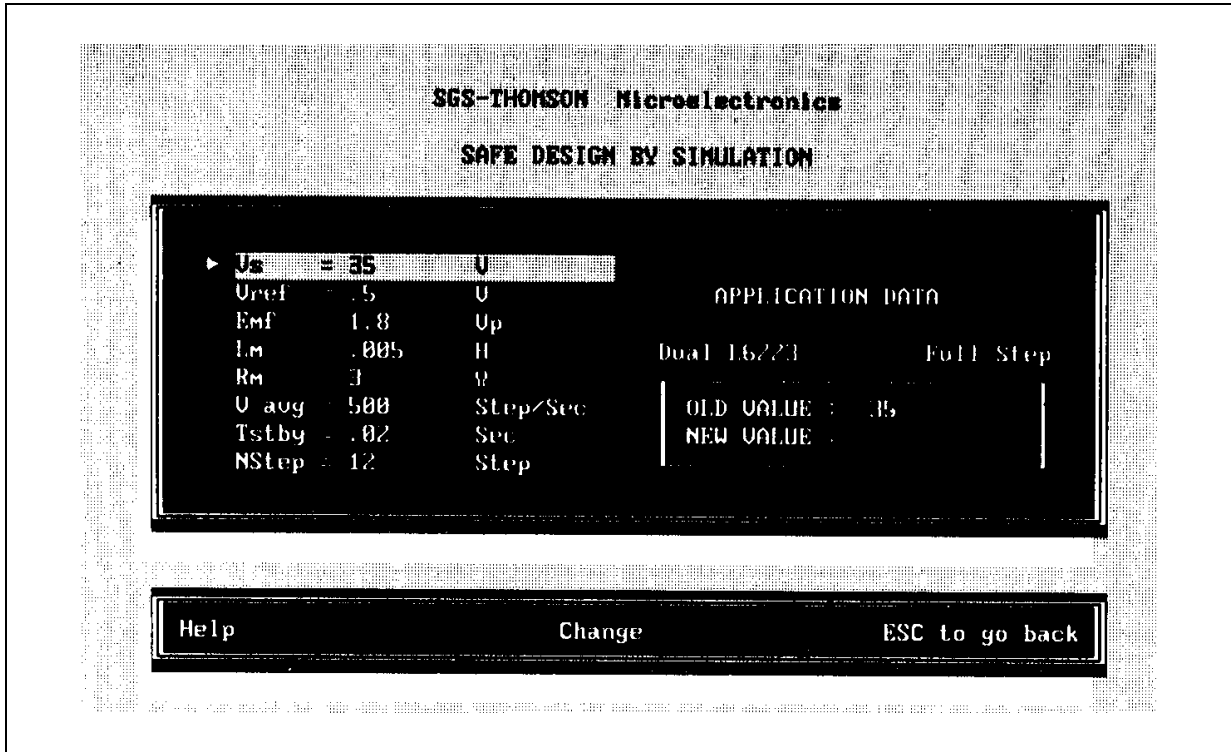 SGS-THOMSON Microelectronics
SAFE DESIGN BY SIMULATION
► Vs = 35 V
Vref = .5 V
Emf 1.8 Vp
Lm .005 H
Rm 3 Ω
V avg = 500 Step/Sec
Tstby = .02 Sec
NStep = 12 Step
APPLICATION DATA
Dual L6223 Full Step
OLD VALUE : 35
NEW VALUE :
Help Change ESC to go back